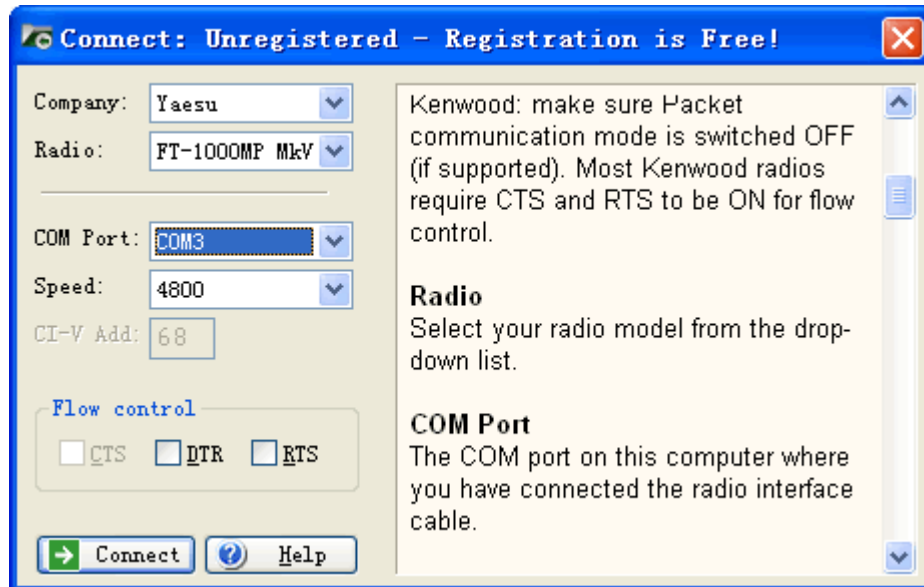 Connect: Unregistered - Registration is Free!
Company:
Yaesu
Radio:
FT-1000MP MkV
COM Port:
COM3
Speed:
4800
CI-V Add:
68
Flow control
CTS
DTR
RTS
Connect
Help
Kenwood: make sure Packet
communication mode is switched OFF
(if supported). Most Kenwood radios
require CTS and RTS to be ON for flow
control.
Radio
Select your radio model from the drop-
down list.
COM Port
The COM port on this computer where
you have connected the radio interface
cable.